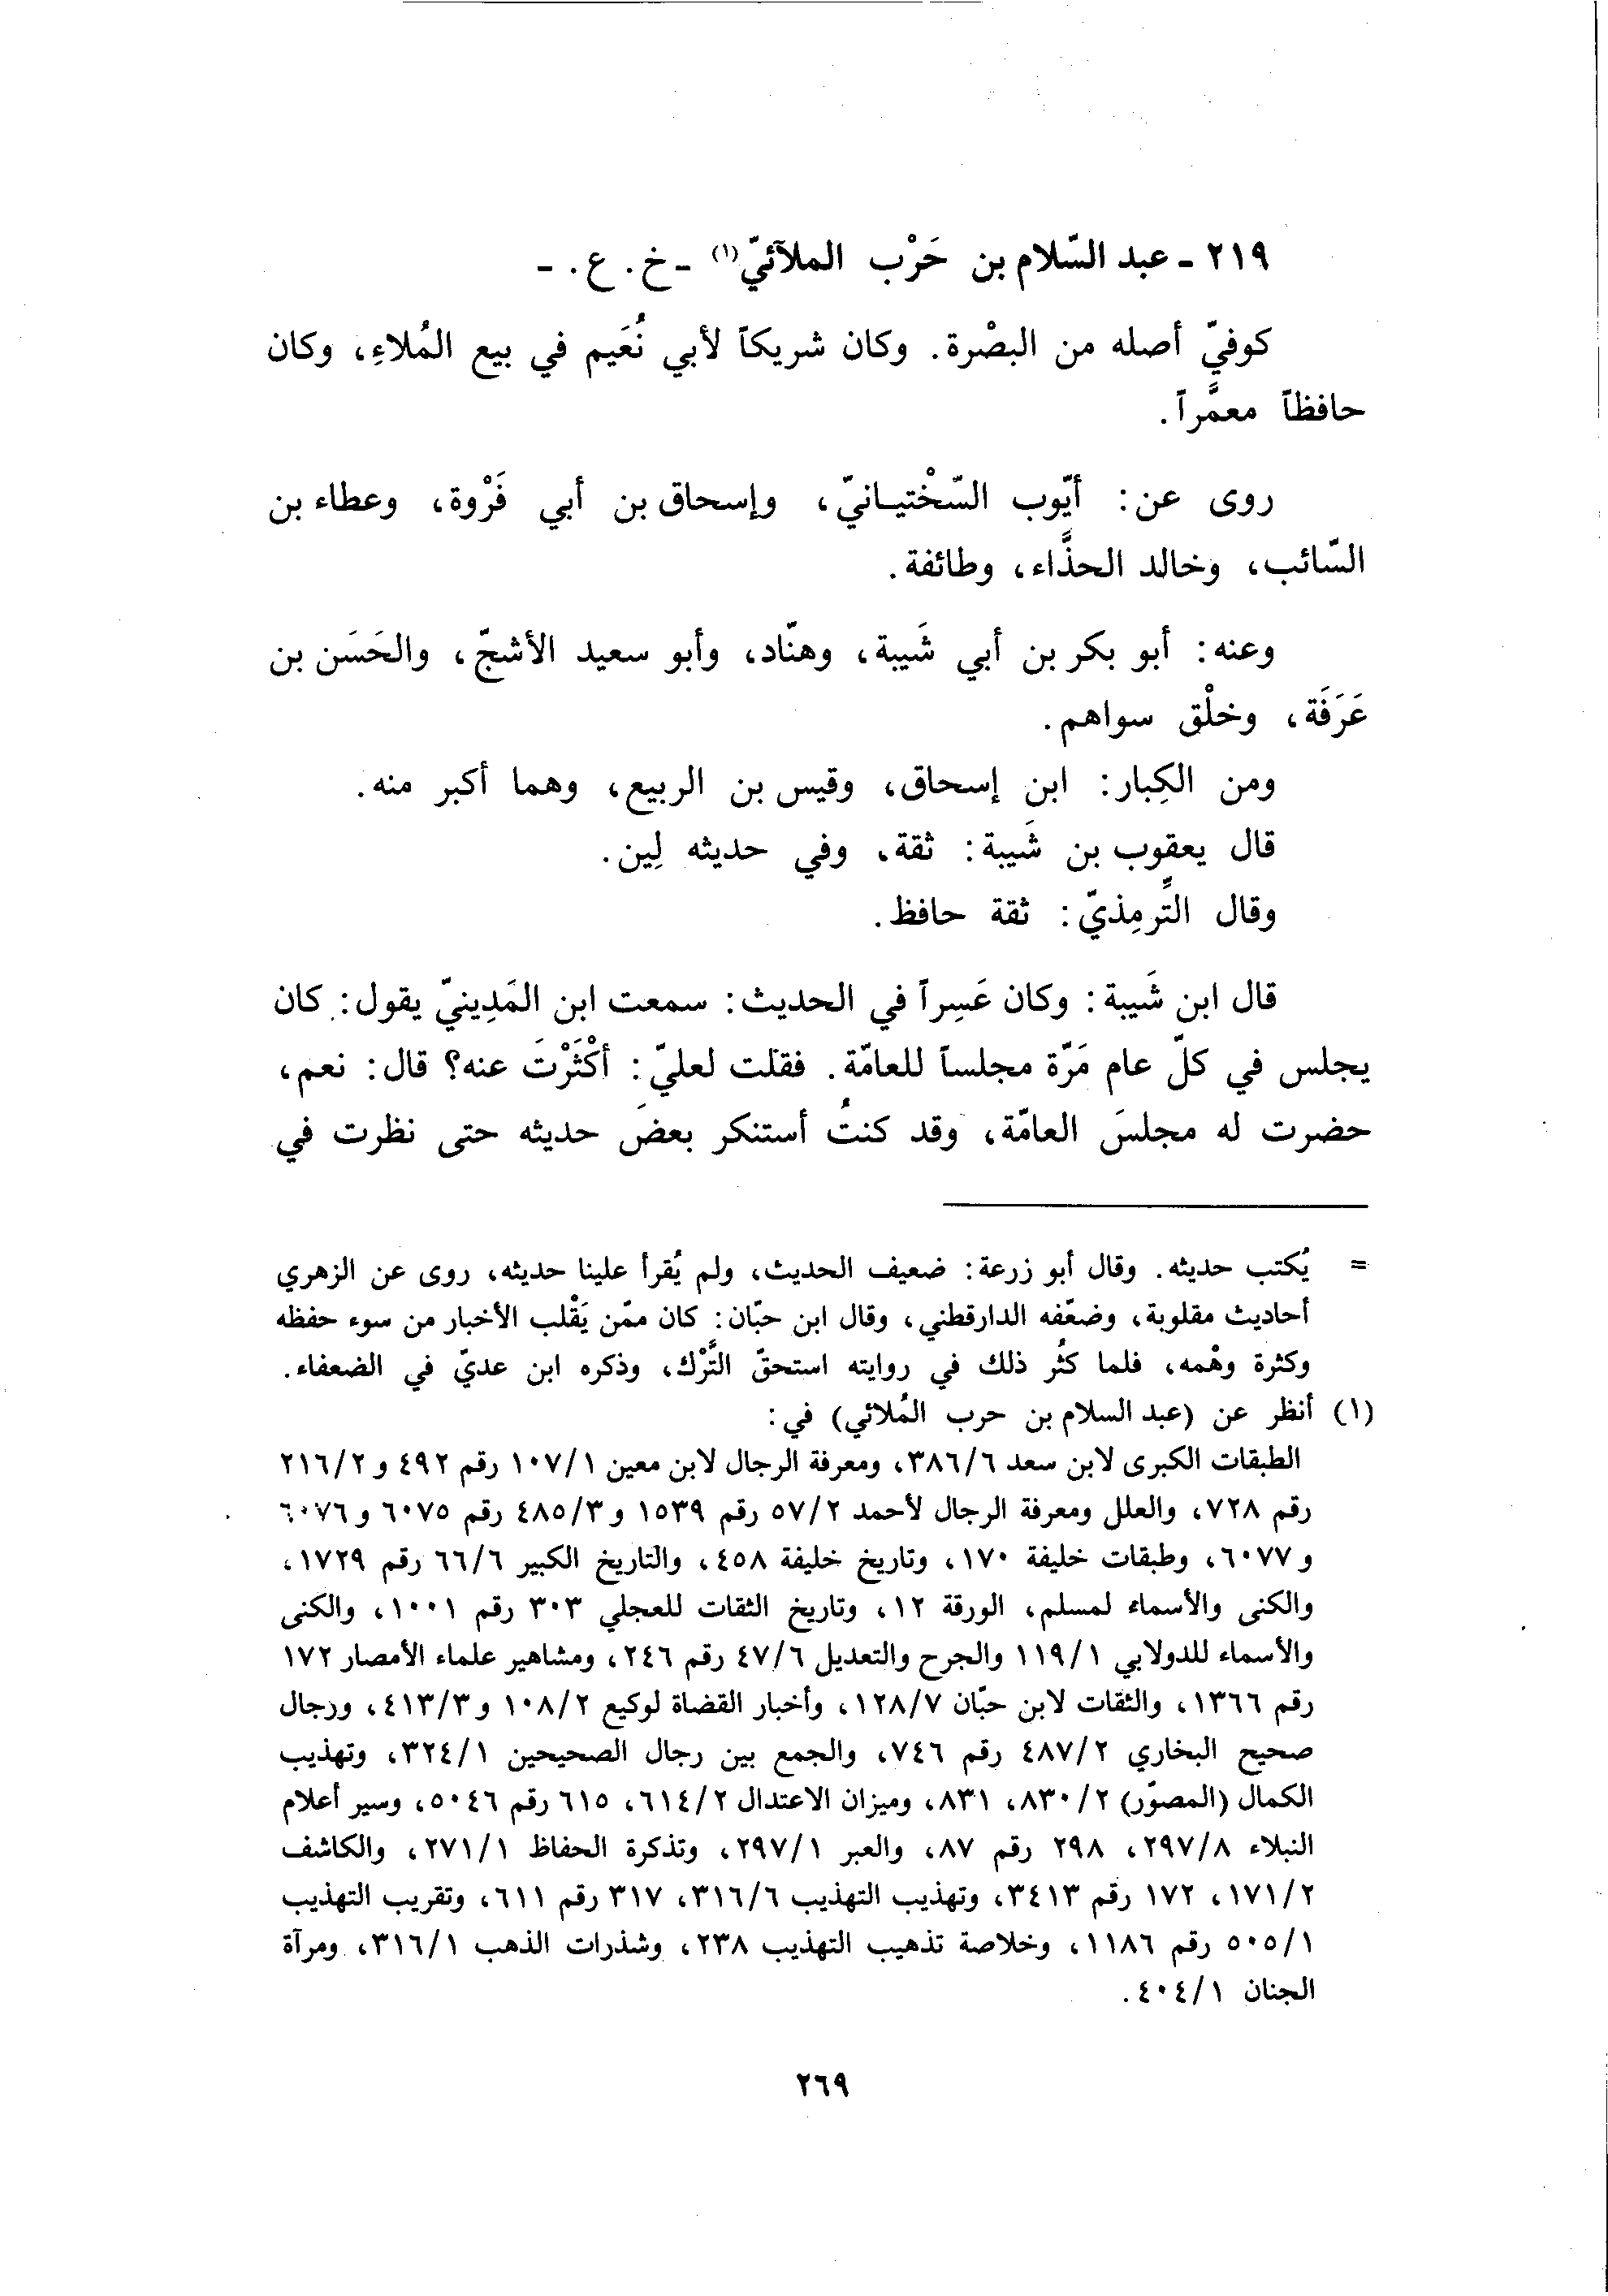 ٢١٩ - عبد السّلام بن حَرْب الملآئيّ(١) - خ. ع. -
كوفيّ أصله من البصْرة. وكان شريكاً لأبي نُعَيم في بيع المُلاءِ، وكان
حافظاً معمَّراً.
روى عن: أيّوب السّخْتيـانيّ، وإسحاق بن أبي فَرْوة، وعطاء بن
السّائب، وخالد الحذَّاء، وطائفة.
وعنه: أبو بكر بن أبي شَيبة، وهنّاد، وأبو سعيد الأشجّ، والحَسَن بن
عَرَفَة، وخلْق سواهم.
ومن الكِبار: ابن إسحاق، وقيس بن الربيع، وهما أكبر منه.
قال يعقوب بن شَيبة: ثقة، وفي حديثه لِين.
وقال التِّرمِذيّ: ثقة حافظ.
قال ابن شَيبة: وكان عَسِراً في الحديث: سمعت ابن المَدِينيّ يقول: كان
يجلس في كلّ عام مَرّة مجلساً للعامّة. فقلت لعليّ: أكْثَرْتَ عنه؟ قال: نعم،
حضرت له مجلسَ العامّة، وقد كنتُ أستنكر بعضَ حديثه حتى نظرت في
= يُكتب حديثه. وقال أبو زرعة: ضعيف الحديث، ولم يُقرأ علينا حديثه، روى عن الزهري
أحاديث مقلوبة، وضعّفه الدارقطني، وقال ابن حبّان: كان ممّن يَقْلب الأخبار من سوء حفظه
وكثرة وهْمه، فلما كثُر ذلك في روايته استحقّ التَّرْك، وذكره ابن عديّ في الضعفاء.
(١) أنظر عن (عبد السلام بن حرب المُلائي) في:
الطبقات الكبرى لابن سعد ٣٨٦/٦، ومعرفة الرجال لابن معين ١٠٧/١ رقم ٤٩٢ و٢١٦/٢
رقم ٧٢٨، والعلل ومعرفة الرجال لأحمد ٥٧/٢ رقم ١٥٣٩ و٤٨٥/٣ رقم ٦٠٧٥ و٦٠٧٦
و٦٠٧٧، وطبقات خليفة ١٧٠، وتاريخ خليفة ٤٥٨، والتاريخ الكبير ٦٦/٦ رقم ١٧٢٩،
والكنى والأسماء لمسلم، الورقة ١٢، وتاريخ الثقات للعجلي ٣٠٣ رقم ١٠٠١، والكنى
والأسماء للدولابي ١١٩/١ والجرح والتعديل ٤٧/٦ رقم ٢٤٦، ومشاهير علماء الأمصار ١٧٢
رقم ١٣٦٦، والثقات لابن حبّان ١٢٨/٧، وأخبار القضاة لوكيع ١٠٨/٢ و٤١٣/٣، ورجال
صحيح البخاري ٤٨٧/٢ رقم ٧٤٦، والجمع بين رجال الصحيحين ٣٢٤/١، وتهذيب
الكمال (المصوّر) ٨٣٠/٢، ٨٣١، وميزان الاعتدال ٦١٤/٢، ٦١٥ رقم ٥٠٤٦، وسير أعلام
النبلاء ٢٩٧/٨، ٢٩٨ رقم ٨٧، والعبر ٢٩٧/١، وتذكرة الحفاظ ٢٧١/١، والكاشف
١٧١/٢، ١٧٢ رقم ٣٤١٣، وتهذيب التهذيب ٣١٦/٦، ٣١٧ رقم ٦١١، وتقريب التهذيب
٥٠٥/١ رقم ١١٨٦، وخلاصة تذهيب التهذيب ٢٣٨، وشذرات الذهب ٣١٦/١، ومرآة
الجنان ٤٠٤/١.
٢٦٩